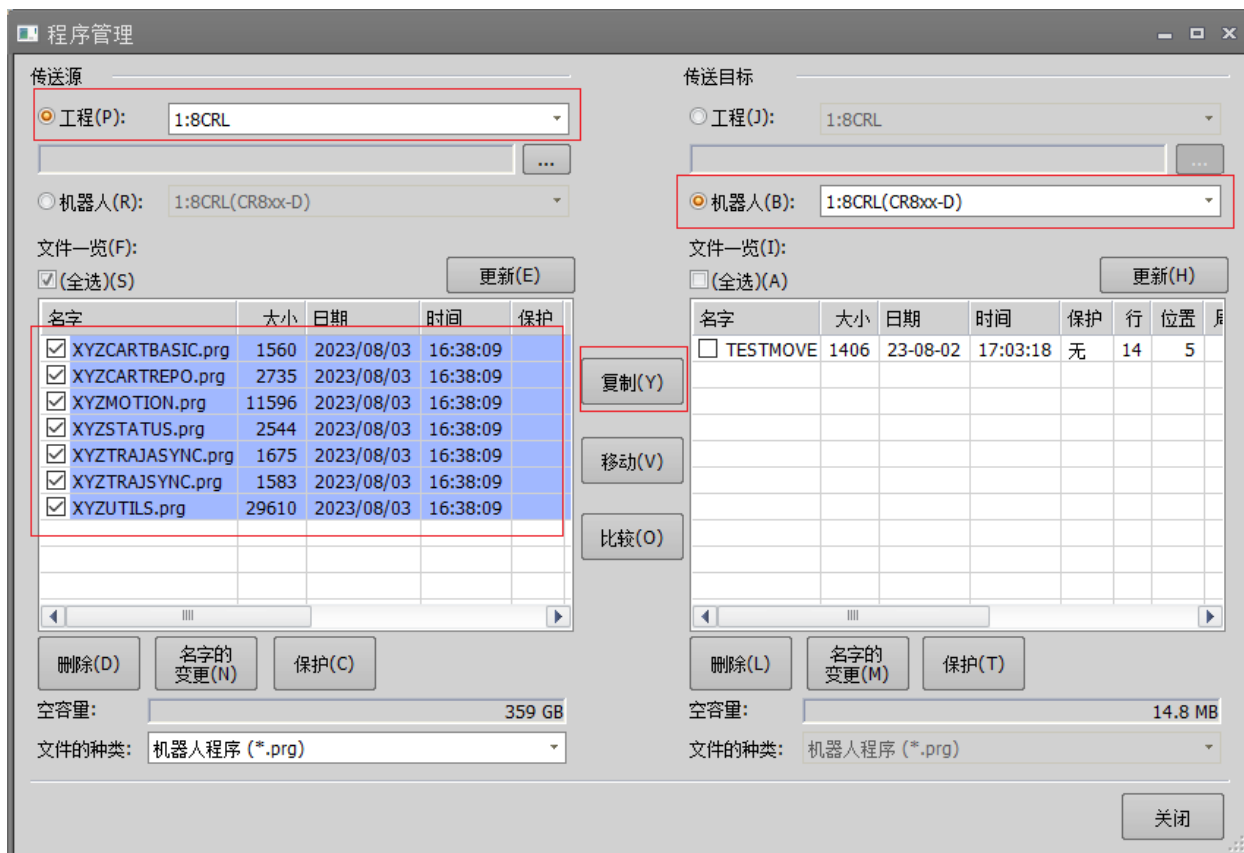 程序管理
传送源
工程(P): 1:8CRL
...
机器人(R): 1:8CRL(CR8xx-D)
文件一览(F):
(全选)(S) 更新(E)
名字 大小 日期 时间 保护
XYZCARTBASIC.prg 1560 2023/08/03 16:38:09
XYZCARTREPO.prg 2735 2023/08/03 16:38:09
XYZMOTION.prg 11596 2023/08/03 16:38:09
XYZSTATUS.prg 2544 2023/08/03 16:38:09
XYZTRAJASYNC.prg 1675 2023/08/03 16:38:09
XYZTRAJSYNC.prg 1583 2023/08/03 16:38:09
XYZUTILS.prg 29610 2023/08/03 16:38:09
删除(D) 名字的 保护(C)
变更(N)
空容量: 359 GB
文件的种类: 机器人程序 (*.prg)
复制(Y)
移动(V)
比较(O)
传送目标
工程(J): 1:8CRL
...
机器人(B): 1:8CRL(CR8xx-D)
文件一览(I):
(全选)(A) 更新(H)
名字 大小 日期 时间 保护 行 位置
TESTMOVE 1406 23-08-02 17:03:18 无 14 5
删除(L) 名字的 保护(T)
变更(M)
空容量: 14.8 MB
文件的种类: 机器人程序 (*.prg)
关闭